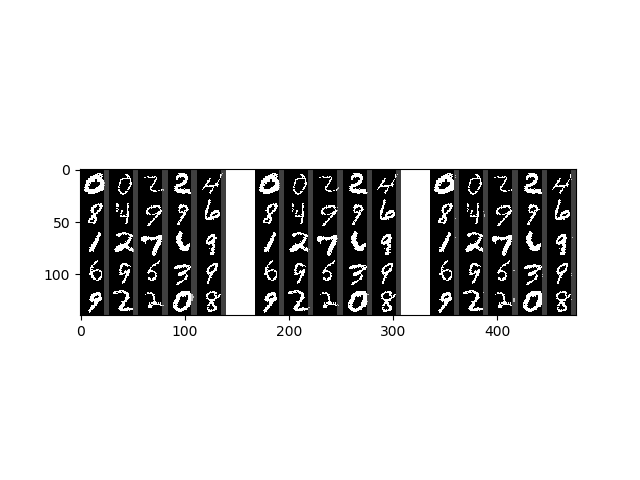 0
0 0 2 2 4 0 0 2 2 4 0 0 2 2 4
8 4 9 9 6 8 4 9 9 6 8 4 9 9 6
50
1 2 7 6 9 1 2 7 6 9 1 2 7 6 9
100
6 9 5 3 9 6 9 5 3 9 6 9 5 3 9
9 2 2 0 8 9 2 2 0 8 9 2 2 0 8
0 100 200 300 400